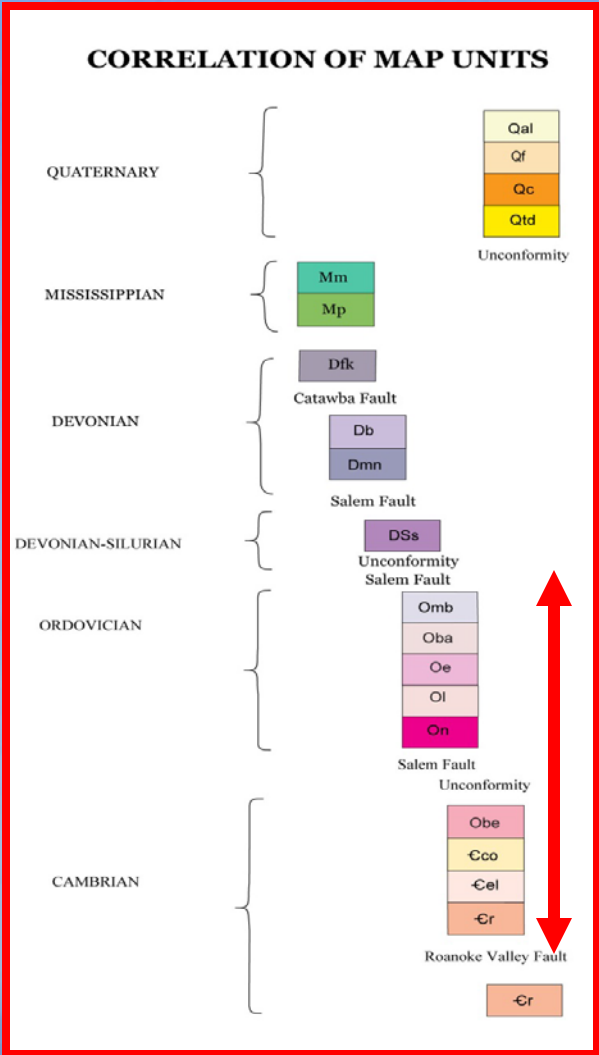 CORRELATION OF MAP UNITS
QUATERNARY
Qal
Qf
Qc
Qtd
Unconformity
MISSISSIPPIAN
Mm
Mp
DEVONIAN
Dfk
Catawba Fault
Db
Dmn
Salem Fault
DEVONIAN-SILURIAN
DSs
Unconformity
Salem Fault
ORDOVICIAN
Omb
Oba
Oe
Ol
On
Salem Fault
Unconformity
CAMBRIAN
Obe
Ꞓco
Ꞓel
Ꞓr
Roanoke Valley Fault
Ꞓr